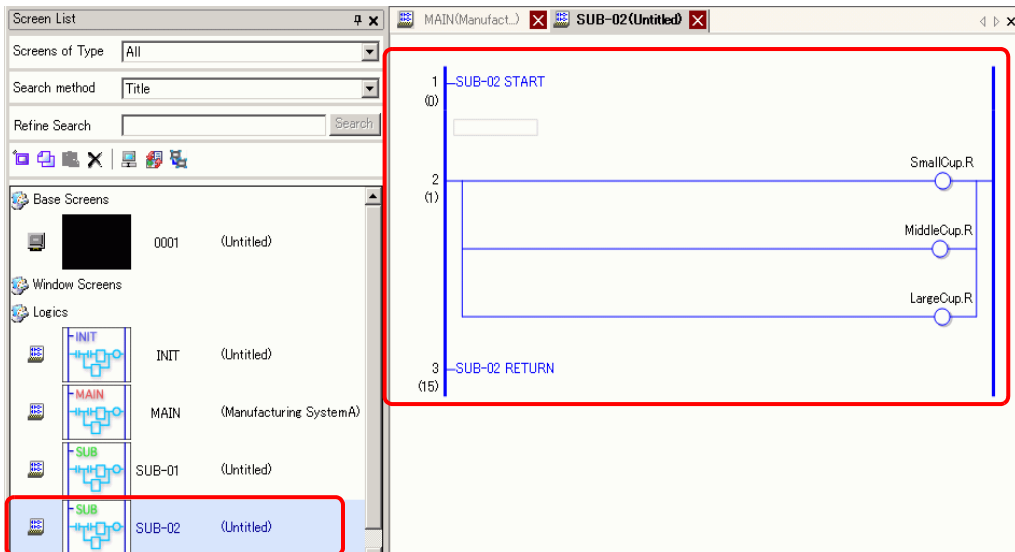 Screen List
Screens of Type All
Search method Title
Refine Search Search
Base Screens
0001 (Untitled)
Window Screens
Logics
INIT
INIT (Untitled)
MAIN
MAIN (Manufacturing SystemA)
SUB
SUB-01 (Untitled)
SUB
SUB-02 (Untitled)
MAIN(Manufact...) SUB-02(Untitled)
1 SUB-02 START
(0)
SmallCup.R
2
(1)
MiddleCup.R
LargeCup.R
3 SUB-02 RETURN
(15)